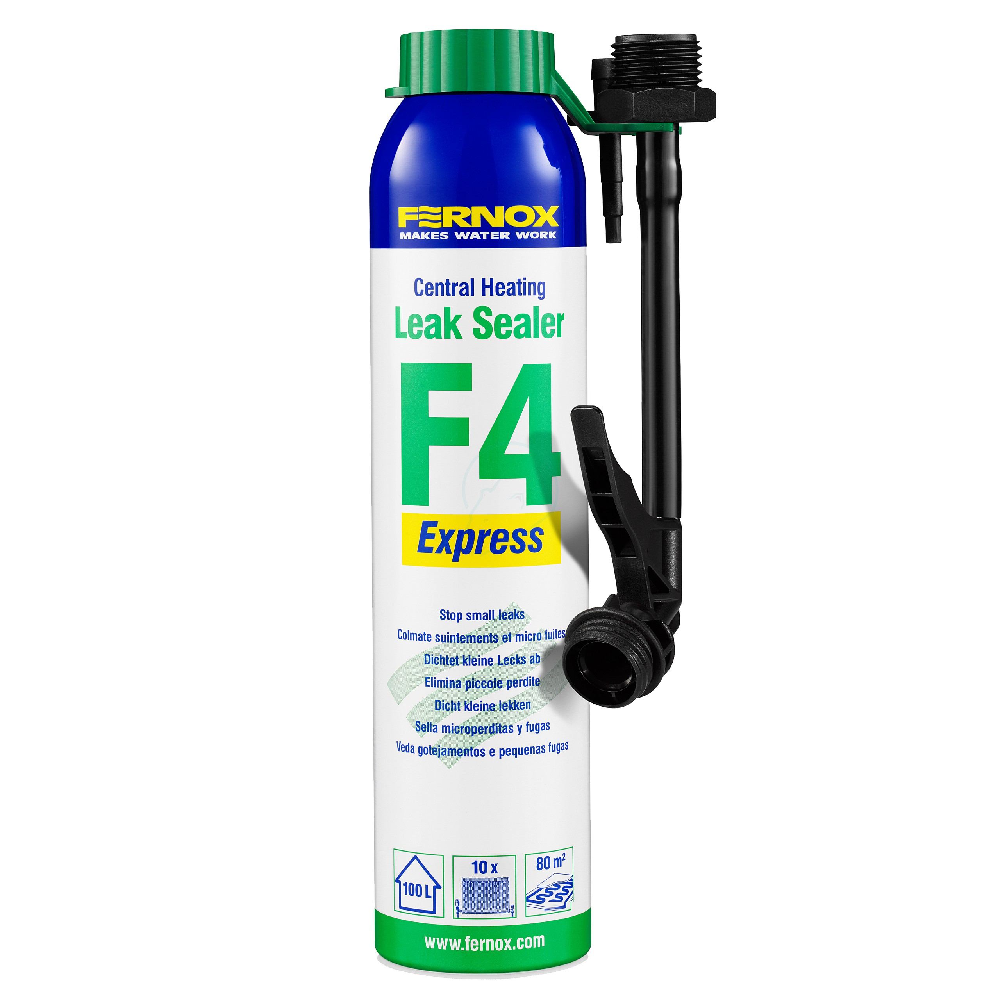 FERNOX
MAKES WATER WORK
Central Heating
Leak Sealer
F4
Express
Stop small leaks
Colmate suintements et micro fuites
Dichtet kleine Lecks ab
Elimina piccole perdite
Dicht kleine lekken
Sella microperditas y fugas
Veda gotejamentos e pequenas fugas
100 L
10 x
80 m²
www.fernox.com